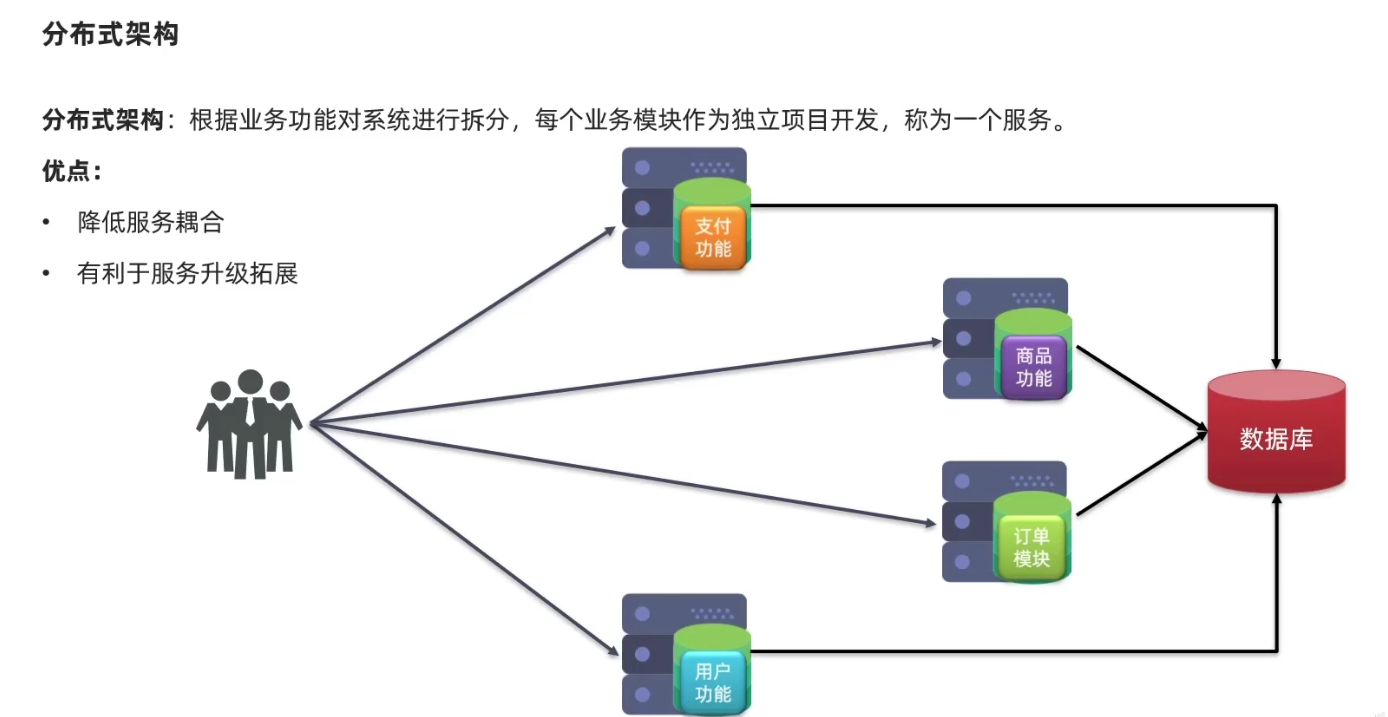 分布式架构
分布式架构：根据业务功能对系统进行拆分，每个业务模块作为独立项目开发，称为一个服务。
优点：
• 降低服务耦合
• 有利于服务升级拓展
支付
功能
商品
功能
数据库
订单
模块
用户
功能